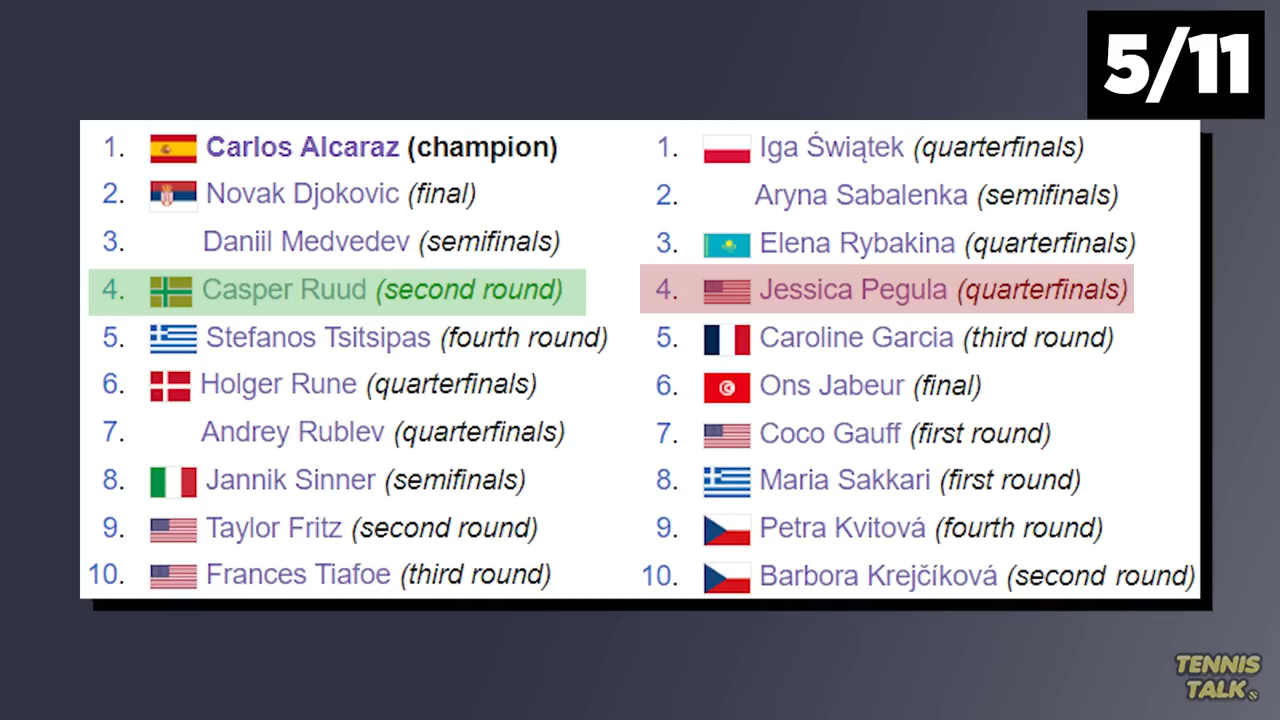 5/11
1. Carlos Alcaraz (champion)
2. Novak Djokovic (final)
3. Daniil Medvedev (semifinals)
4. Casper Ruud (second round)
5. Stefanos Tsitsipas (fourth round)
6. Holger Rune (quarterfinals)
7. Andrey Rublev (quarterfinals)
8. Jannik Sinner (semifinals)
9. Taylor Fritz (second round)
10. Frances Tiafoe (third round)
1. Iga Świątek (quarterfinals)
2. Aryna Sabalenka (semifinals)
3. Elena Rybakina (quarterfinals)
4. Jessica Pegula (quarterfinals)
5. Caroline Garcia (third round)
6. Ons Jabeur (final)
7. Coco Gauff (first round)
8. Maria Sakkari (first round)
9. Petra Kvitová (fourth round)
10. Barbora Krejčíková (second round)
TENNIS
TALK